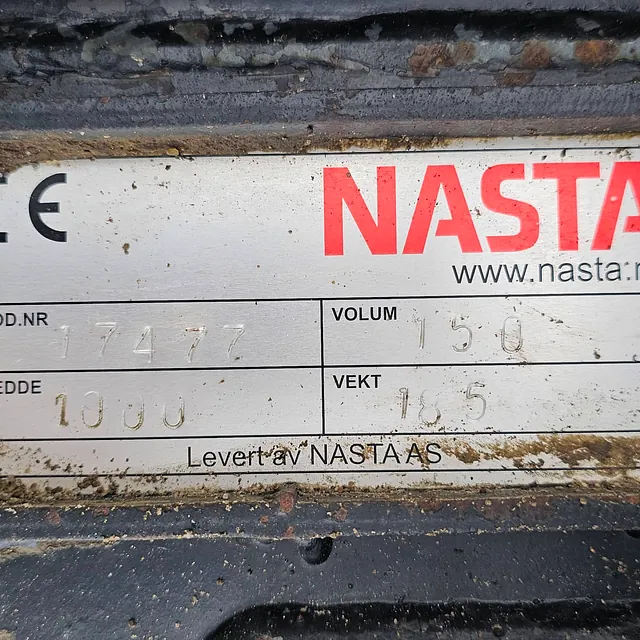 CE
NASTA
www.nasta.n
OD.NR 17477
VOLUM 150
EDDE 1000
VEKT 185
Levert av NASTA AS